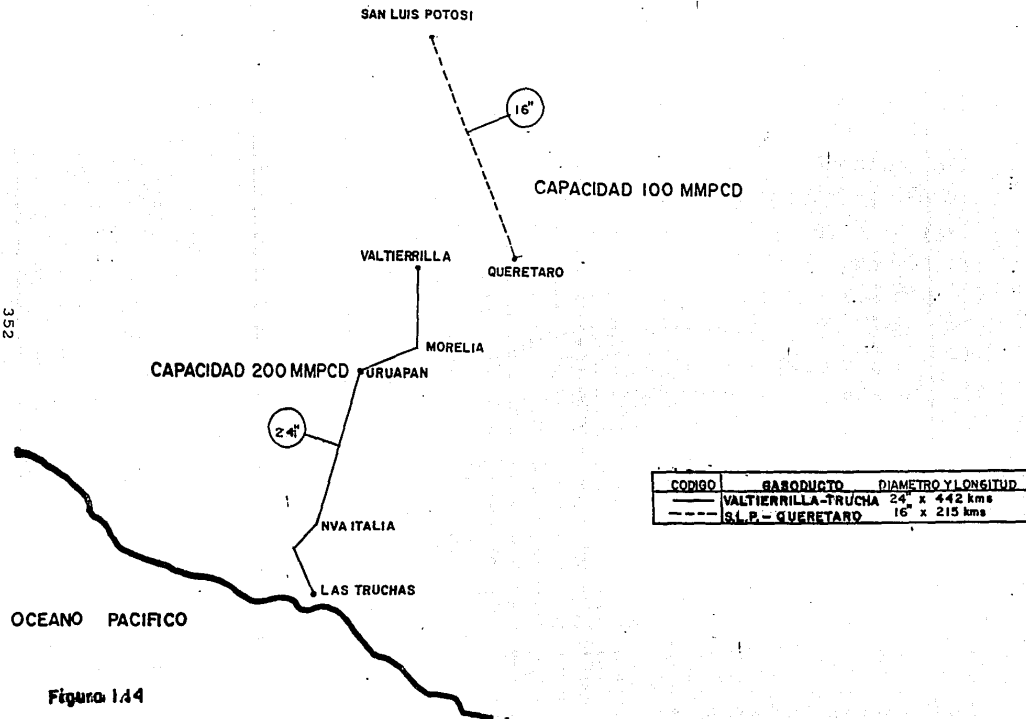 SAN LUIS POTOSI
16"
CAPACIDAD 100 MMPCD
VALTIERRILLA
QUERETARO
352
MORELIA
CAPACIDAD 200 MMPCD
URUAPAN
24"
CODIGO GASODUCTO DIAMETRO Y LONGITUD
VALTIERRILLA-TRUCHA 24" x 442 kms
S.L.P. - QUERETARO 16" x 215 kms
NVA ITALIA
LAS TRUCHAS
OCEANO PACIFICO
Figura 1.14